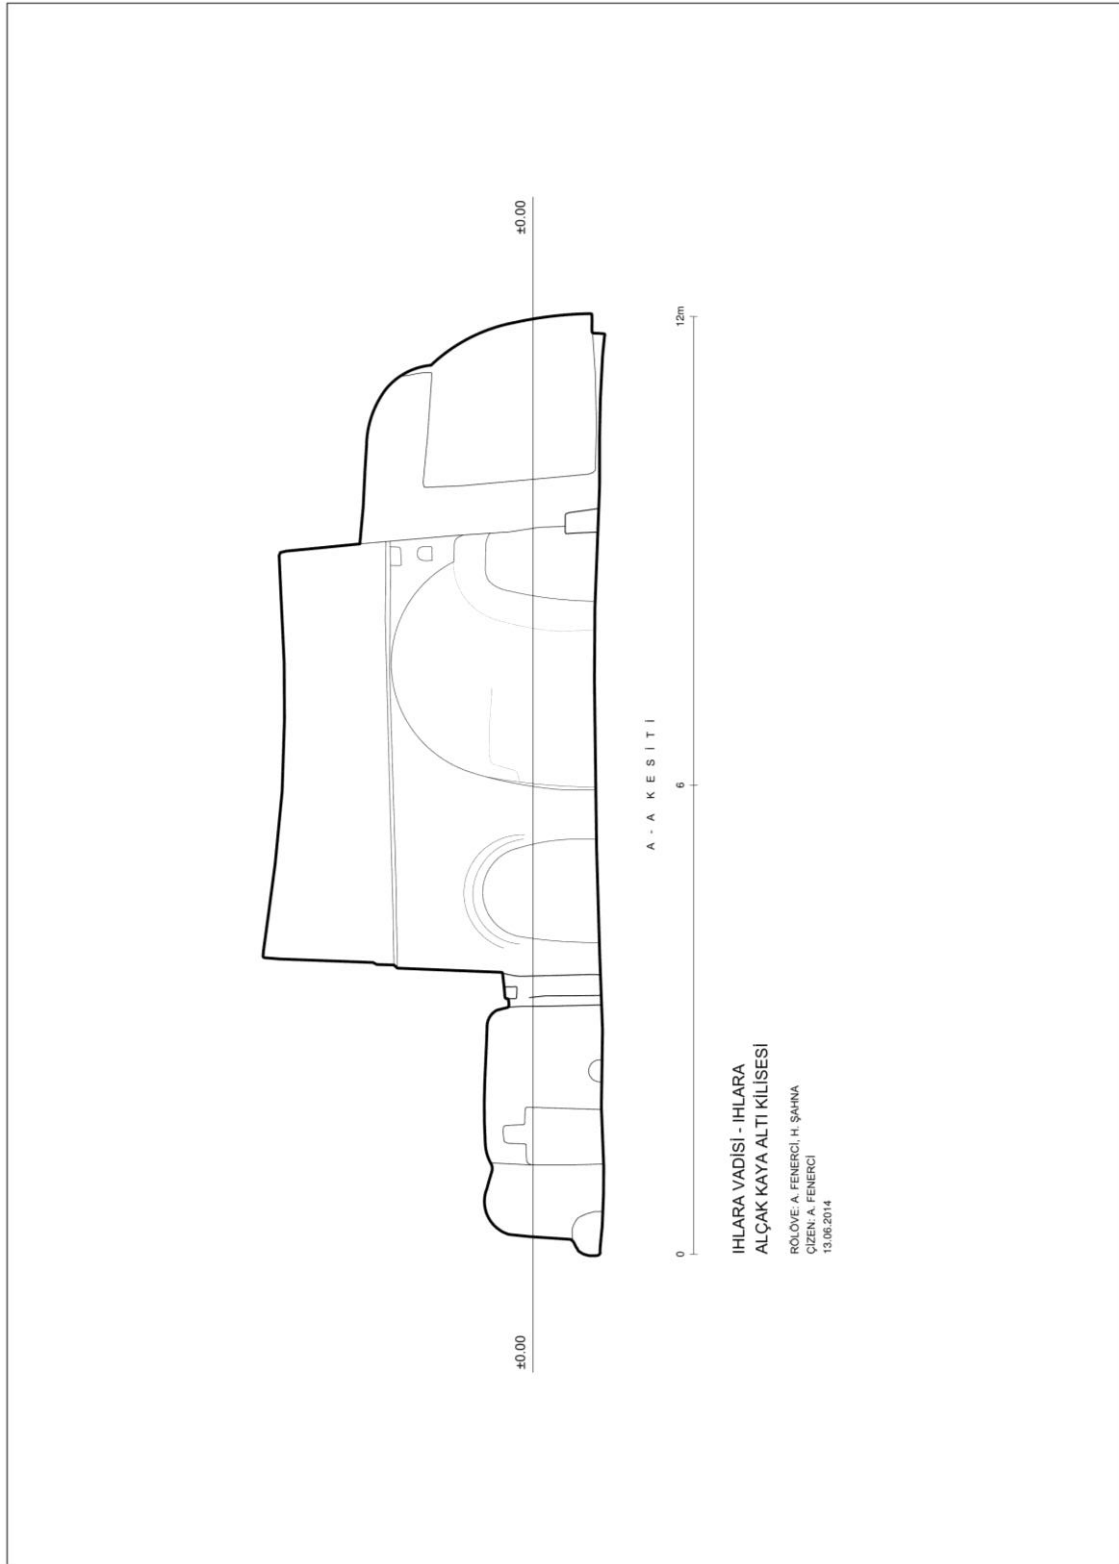 ±0.00
±0.00
A - A K E S İ T İ
0
6
12m
IHLARA VADİSİ - IHLARA
ALÇAK KAYA ALTI KİLİSESİ
RÖLÖVE: A. FENERCİ, H. ŞAHNA
ÇİZEN: A. FENERCİ
13.06.2014